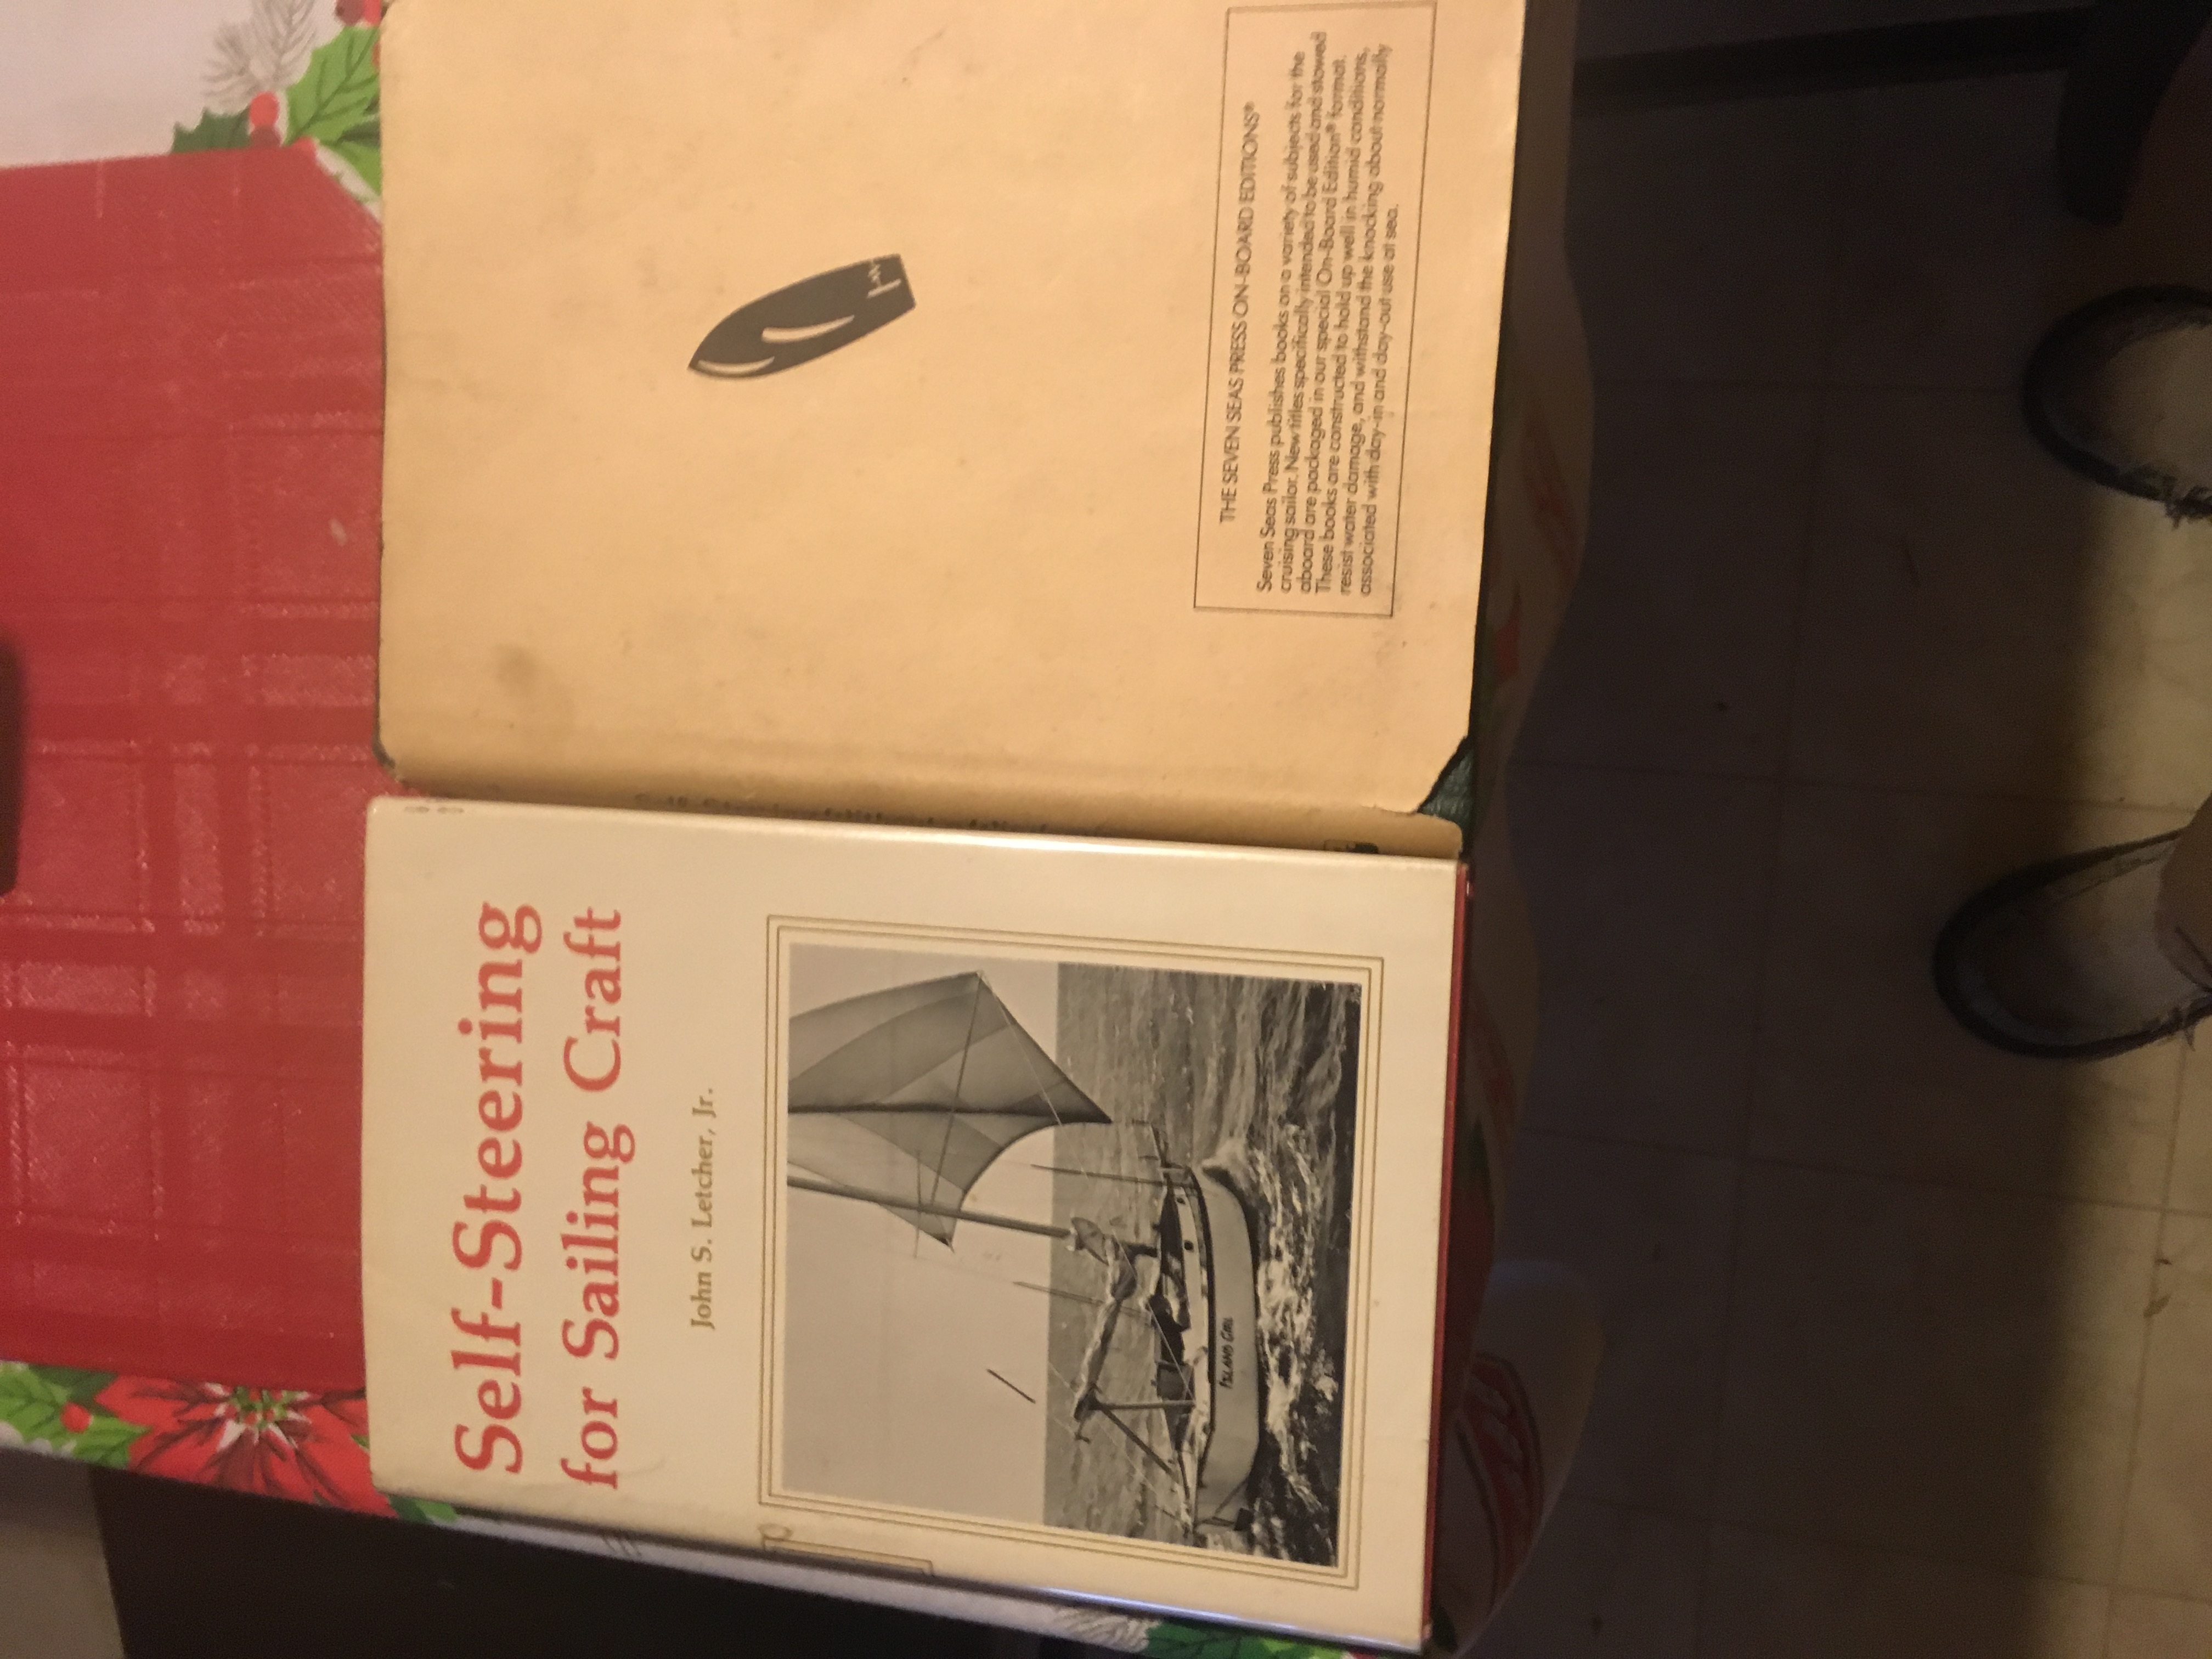 Self-Steering
for Sailing Craft
John S. Letcher, Jr.
ISLAND GIRL
THE SEVEN SEAS PRESS ON-BOARD EDITIONS®
Seven Seas Press publishes books on a variety of subjects for the
cruising sailor. New titles specifically intended to be used and stowed
aboard are packaged in our special On-Board Edition® format.
These books are constructed to hold up well in humid conditions,
resist water damage, and withstand the knocking about normally
associated with day-in and day-out use at sea.